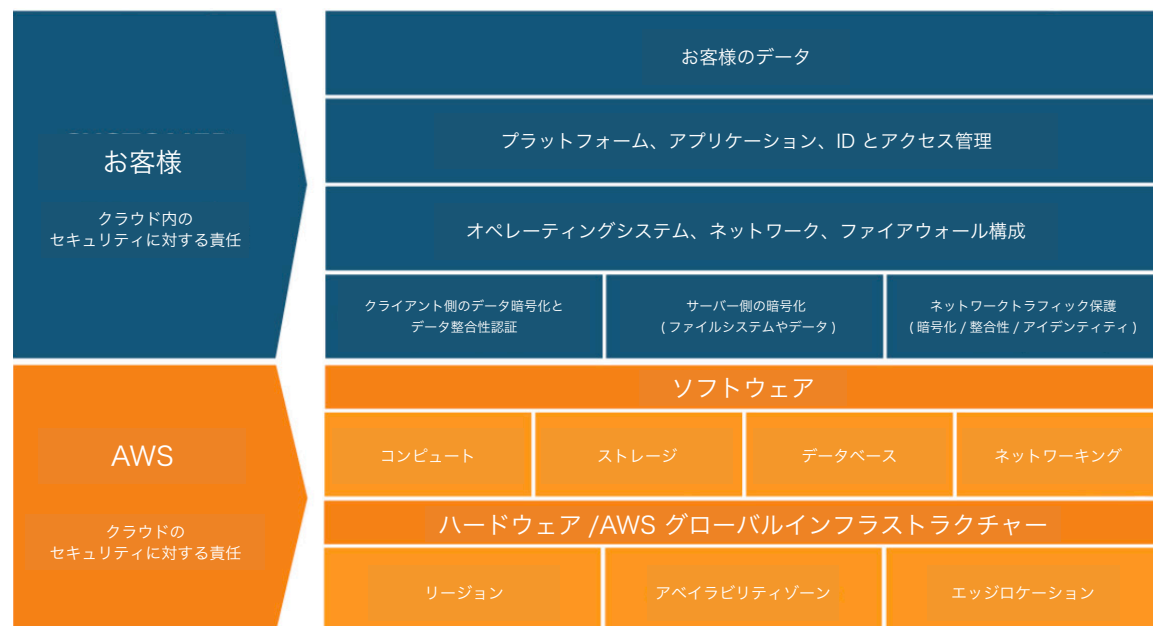 お客様
クラウド内の
セキュリティに対する責任
お客様のデータ
プラットフォーム、アプリケーション、ID とアクセス管理
オペレーティングシステム、ネットワーク、ファイアウォール構成
クライアント側のデータ暗号化と
データ整合性認証
サーバー側の暗号化
( ファイルシステムやデータ )
ネットワークトラフィック保護
( 暗号化 / 整合性 / アイデンティティ )
AWS
クラウドの
セキュリティに対する責任
ソフトウェア
コンピュート
ストレージ
データベース
ネットワーキング
ハードウェア /AWS グローバルインフラストラクチャー
リージョン
アベイラビリティゾーン
エッジロケーション